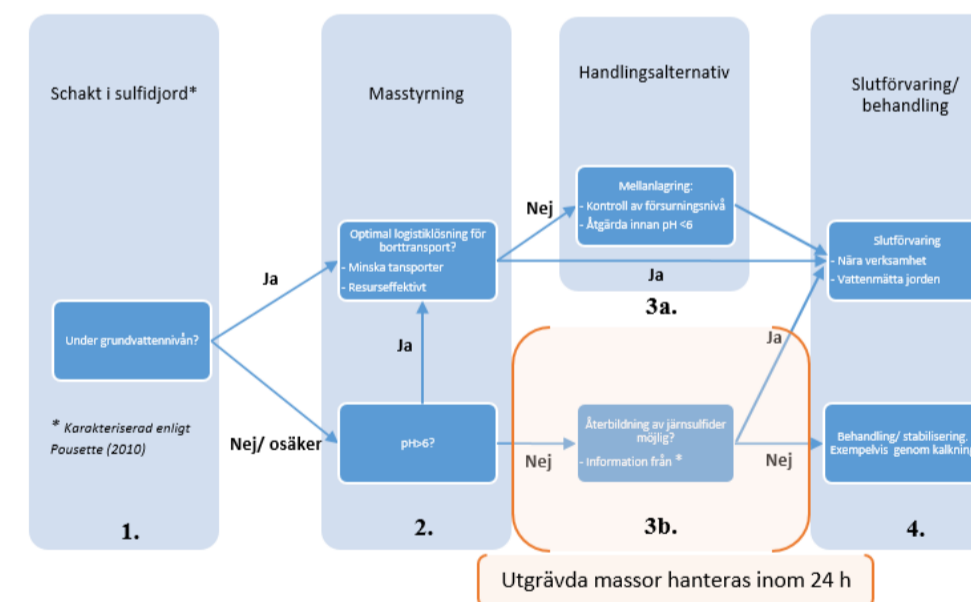 Schakt i sulfidjord*
Under grundvattennivån?
* Karakteriserad enligt
Pousette (2010)
1.
Ja
Nej/ osäker
Masstyrning
Optimal logistiklösning för
borttransport?
- Minska tansporter
- Resurseffektivt
Ja
pH>6?
2.
Nej
Ja
Nej
Handlingsalternativ
Mellanlagring:
- Kontroll av försurningsnivå
- Åtgärda innan pH <6
3a.
Återbildning av järnsulfider
möjlig?
- Information från *
3b.
Ja
Nej
Slutförvaring/
behandling
Slutförvaring
- Nära verksamhet
- Vattenmätta jorden
Behandling/ stabilisering.
Exempelvis genom kalkning
4.
Utgrävda massor hanteras inom 24 h